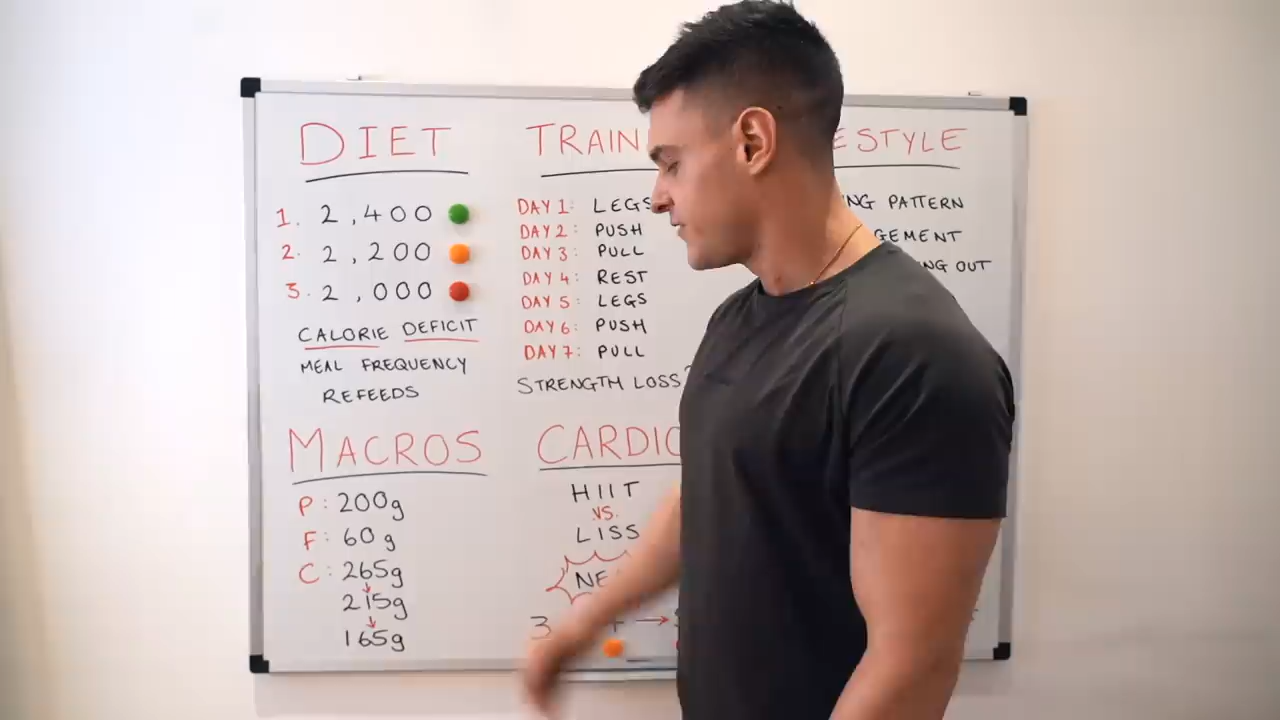 DIET
1. 2,400
2. 2,200
3. 2,000
CALORIE DEFICIT
MEAL FREQUENCY
REFEEDS
MACROS
P: 200g
F: 60g
C: 265g
215g
165g
TRAIN
DAY 1: LEGS
DAY 2: PUSH
DAY 3: PULL
DAY 4: REST
DAY 5: LEGS
DAY 6: PUSH
DAY 7: PULL
STRENGTH LOSS?
CARDIO
HIIT
VS.
LISS
NE
3
ESTYLE
NG PATTERN
GEMENT
NG OUT